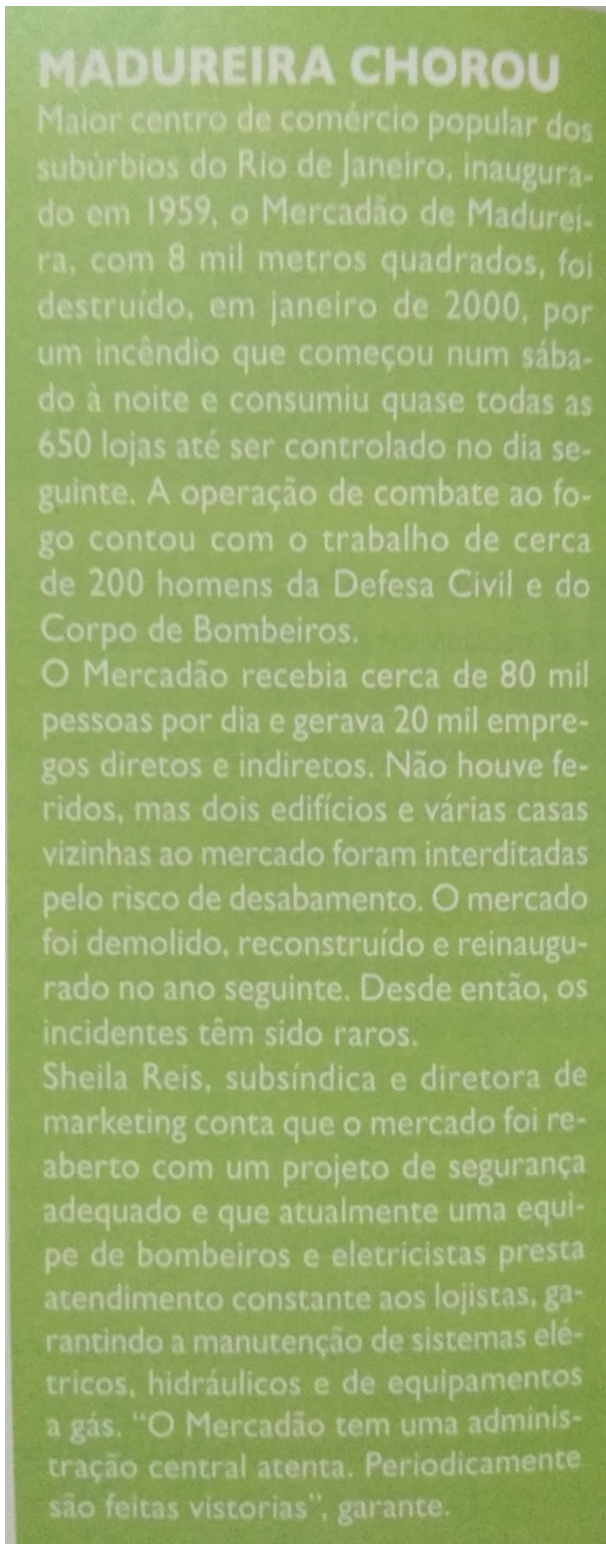 MADUREIRA CHOROU
Maior centro de comércio popular dos
subúrbios do Rio de Janeiro, inaugura-
do em 1959, o Mercadão de Madurei-
ra, com 8 mil metros quadrados, foi
destruído, em janeiro de 2000, por
um incêndio que começou num sába-
do à noite e consumiu quase todas as
650 lojas até ser controlado no dia se-
guinte. A operação de combate ao fo-
go contou com o trabalho de cerca
de 200 homens da Defesa Civil e do
Corpo de Bombeiros.
O Mercadão recebia cerca de 80 mil
pessoas por dia e gerava 20 mil empre-
gos diretos e indiretos. Não houve fe-
ridos, mas dois edifícios e várias casas
vizinhas ao mercado foram interditadas
pelo risco de desabamento. O mercado
foi demolido, reconstruído e reinaugu-
rado no ano seguinte. Desde então, os
incidentes têm sido raros.
Sheila Reis, subsíndica e diretora de
marketing conta que o mercado foi re-
aberto com um projeto de segurança
adequado e que atualmente uma equi-
pe de bombeiros e eletricistas presta
atendimento constante aos lojistas, ga-
rantindo a manutenção de sistemas elé-
tricos, hidráulicos e de equipamentos
a gás. “O Mercadão tem uma adminis-
tração central atenta. Periodicamente
são feitas vistorias”, garante.